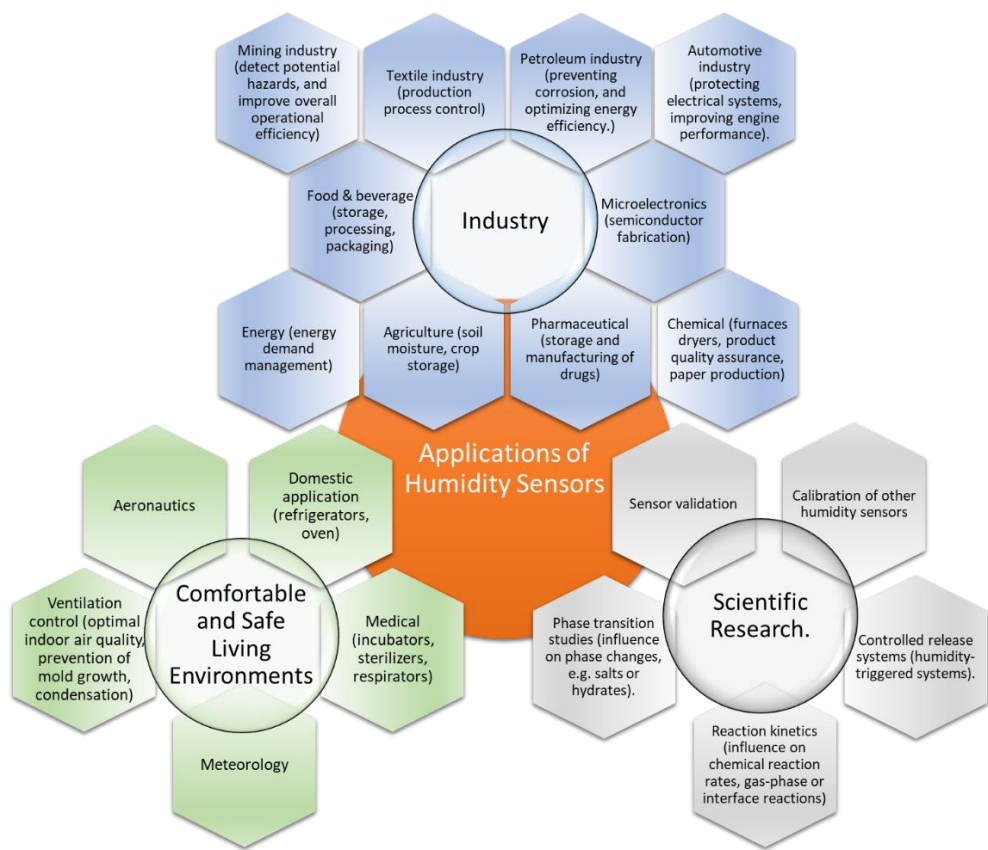 Mining industry
(detect potential
hazards, and
improve overall
operational
efficiency)
Textile industry
(production
process control)
Petroleum industry
(preventing
corrosion, and
optimizing energy
efficiency.)
Automotive
industry
(protecting
electrical systems,
improving engine
performance).
Food & beverage
(storage,
processing,
packaging)
Industry
Microelectronics
(semiconductor
fabrication)
Energy (energy
demand
management)
Agriculture (soil
moisture, crop
storage)
Pharmaceutical
(storage and
manufacturing of
drugs)
Chemical (furnaces
dryers, product
quality assurance,
paper production)
Applications of
Humidity Sensors
Aeronautics
Domestic
application
(refrigerators,
oven)
Comfortable
and Safe
Living
Environments
Ventilation
control (optimal
indoor air quality,
prevention of
mold growth,
condensation)
Medical
(incubators,
sterilizers,
respirators)
Meteorology
Sensor validation
Calibration of other
humidity sensors
Scientific
Research.
Phase transition
studies (influence
on phase changes,
e.g. salts or
hydrates).
Controlled release
systems (humidity-
triggered systems).
Reaction kinetics
(influence on
chemical reaction
rates, gas-phase or
interface reactions)